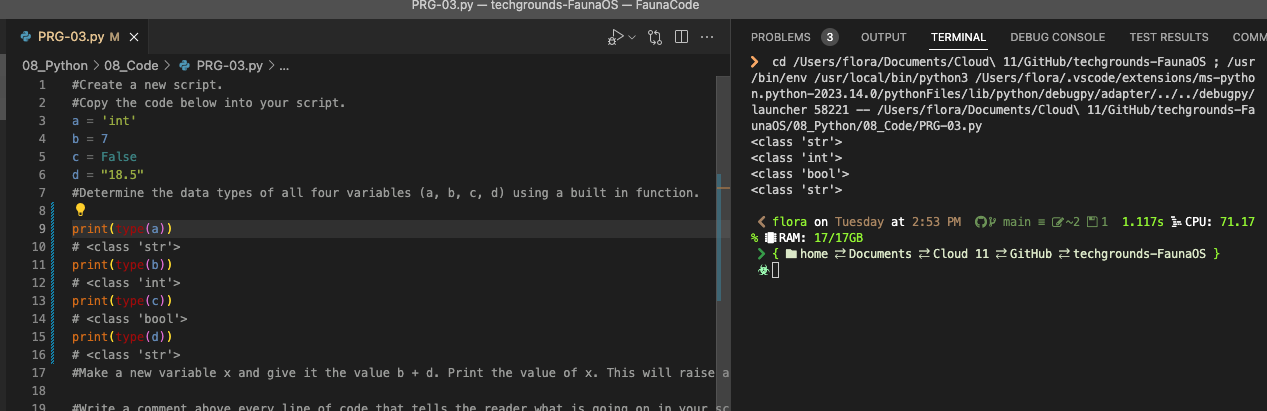 PRG-03.py — techgrounds-FaunaOS — FaunaCode
PRG-03.py M ×
08_Python > 08_Code > PRG-03.py > ...
1 #Create a new script.
2 #Copy the code below into your script.
3 a = 'int'
4 b = 7
5 c = False
6 d = "18.5"
7 #Determine the data types of all four variables (a, b, c, d) using a built in function.
8
9 print(type(a))
10 # <class 'str'>
11 print(type(b))
12 # <class 'int'>
13 print(type(c))
14 # <class 'bool'>
15 print(type(d))
16 # <class 'str'>
17 #Make a new variable x and give it the value b + d. Print the value of x. This will raise a
18
19 #Write a comment above every line of code that tells the reader what is going on in your sc
PROBLEMS 3 OUTPUT TERMINAL DEBUG CONSOLE TEST RESULTS COMM
cd /Users/flora/Documents/Cloud\ 11/GitHub/techgrounds-FaunaOS ; /usr
/bin/env /usr/local/bin/python3 /Users/flora/.vscode/extensions/ms-pytho
n.python-2023.14.0/pythonFiles/lib/python/debugpy/adapter/../../debugpy/
launcher 58221 -- /Users/flora/Documents/Cloud\ 11/GitHub/techgrounds-Fa
unaOS/08_Python/08_Code/PRG-03.py
<class 'str'>
<class 'int'>
<class 'bool'>
<class 'str'>
flora on Tuesday at 2:53 PM main ≡ ~2 1 1.117s CPU: 71.17
% RAM: 17/17GB
{ home ⇄ Documents ⇄ Cloud 11 ⇄ GitHub ⇄ techgrounds-FaunaOS }